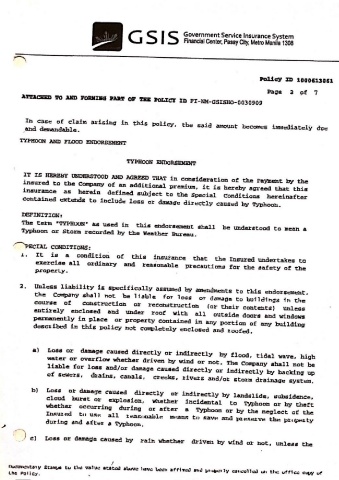 GSIS Government Service Insurance System
Financial Center, Pasay City, Metro Manila 1308
Policy ID 1000613051
Page 3 of 7
ATTACHED TO AND FORMING PART OF THE POLICY ID FI-NM-GSISHO-0030909
In case of claim arising in this policy, the said amount becomes immediately due
and demandable.
TYPHOON AND FLOOD ENDORSEMENT
TYPHOON ENDORSEMENT
IT IS HEREBY UNDERSTOOD AND AGREED that in consideration of the Payment by the
insured to the Company of an additional premium, it is hereby agreed that this
insurance as herein defined subject to the Special Conditions hereinafter
contained extends to include loss or damage directly caused by Typhoon.
DEFINITION:
The term "TYPHOON" as used in this endorsement shall be understood to mean a
Typhoon or Storm recorded by the Weather Bureau.
SPECIAL CONDITIONS:
1. It is a condition of this insurance that the Insured undertakes to
exercise all ordinary and reasonable precautions for the safety of the
property.
2. Unless liability is specifically assumed by amendments to this endorsement,
the Company shall not be liable for loss or damage to buildings in the
course of construction or reconstruction (or their contents) unless
entirely enclosed and under roof with all outside doors and windows
permanently in place or property contained in any portion of any building
described in this policy not completely enclosed and roofed.
a) Loss or damage caused directly or indirectly by flood, tidal wave, high
water or overflow whether driven by wind or not. The Company shall not be
liable for loss and/or damage caused directly or indirectly by backing up
of sewers, drains, canals, creeks, rivers and/or storm drainage system.
b) Loss or damage caused directly or indirectly by landslide, subsidence,
cloud burst or explosion, whether incidental to Typhoon or by theft
whether occurring during or after a Typhoon or by the neglect of the
Insured to use all reasonable means to save and preserve the property
during and after a Typhoon.
c) Loss or damage caused by rain whether driven by wind or not, unless the
Documentary Stamps to the value stated above have been affixed and properly cancelled on the office copy of
the Policy.